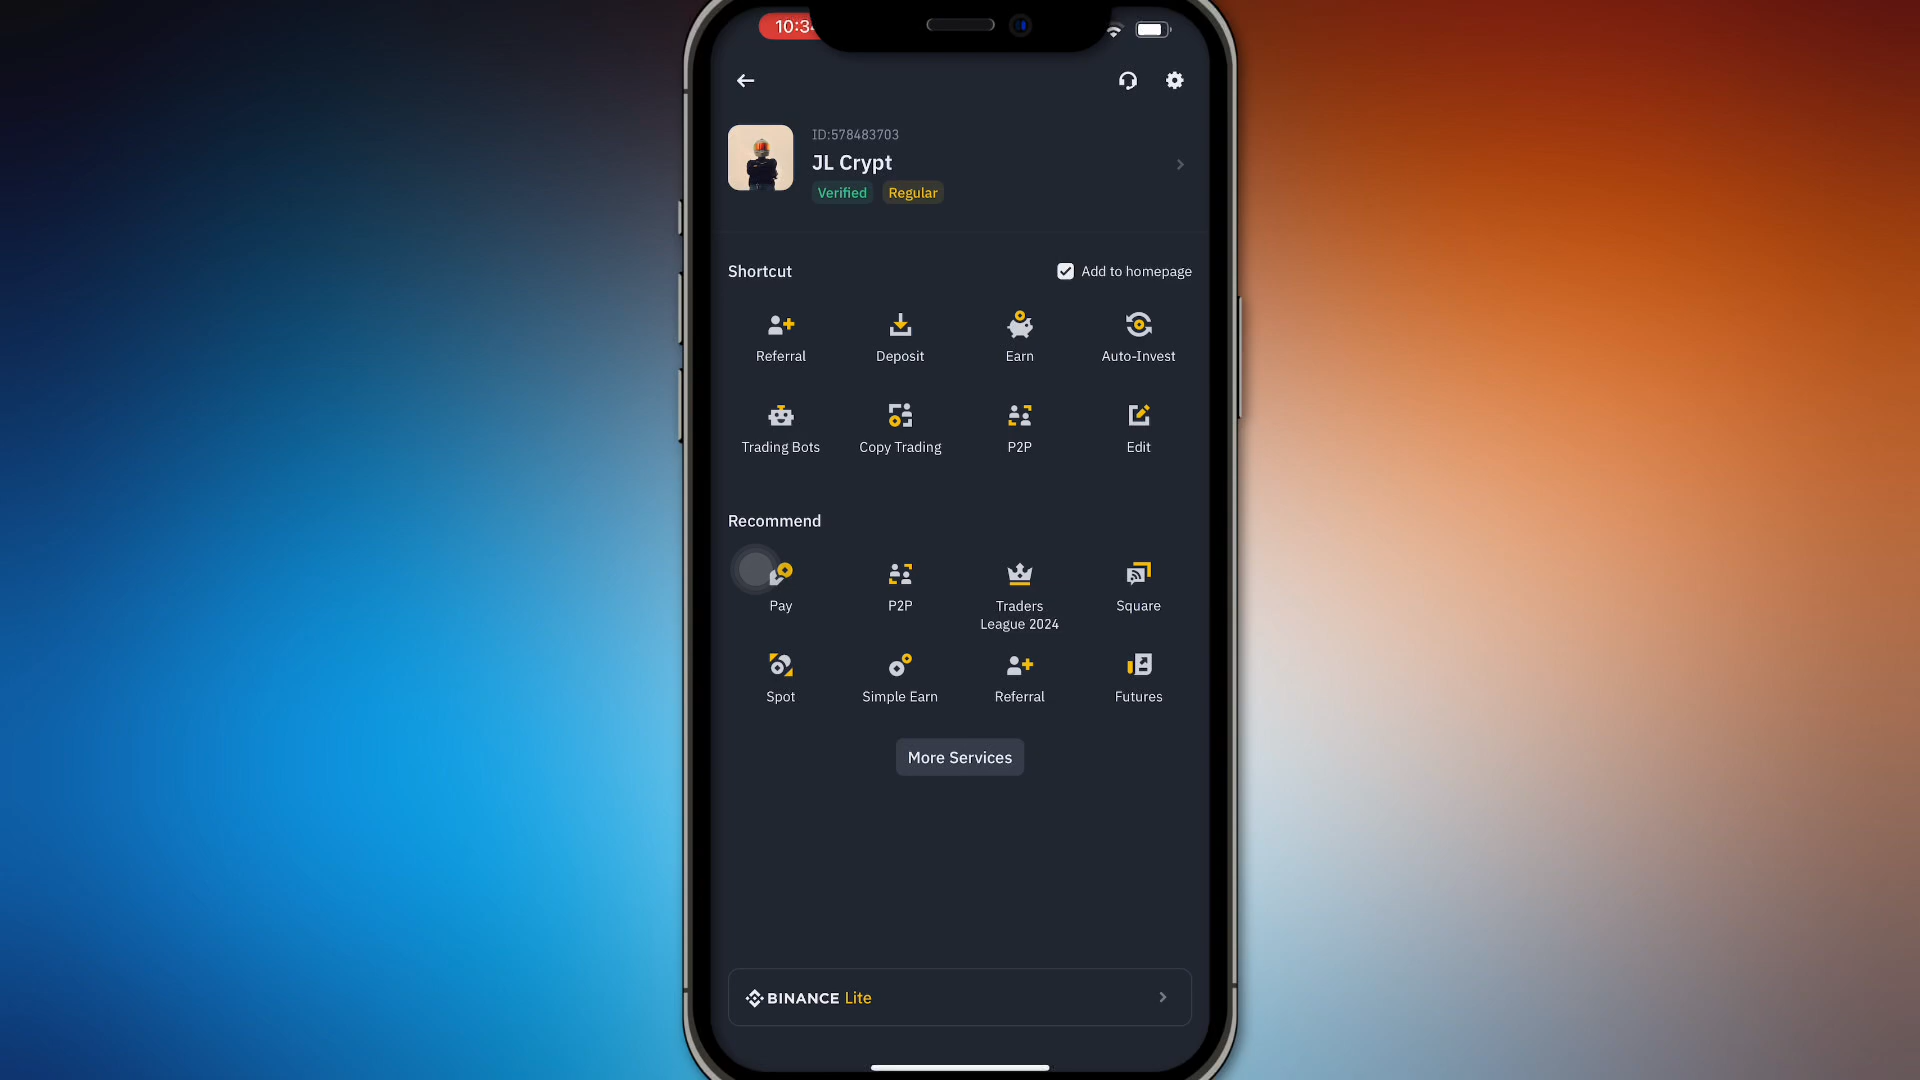 10:34
ID:578483703
JL Crypt
Verified Regular
Shortcut
Add to homepage
Referral Deposit Earn Auto-Invest
Trading Bots Copy Trading P2P Edit
Recommend
Pay P2P Traders League 2024 Square
Spot Simple Earn Referral Futures
More Services
BINANCE Lite